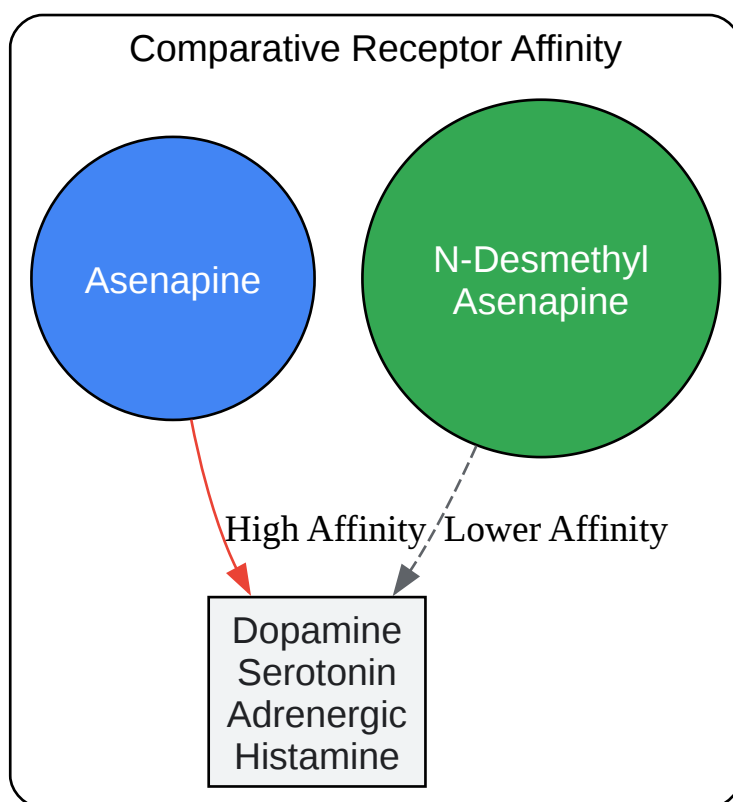 Comparative Receptor Affinity
Asenapine
N-Desmethyl
Asenapine
High Affinity
Lower Affinity
Dopamine
Serotonin
Adrenergic
Histamine